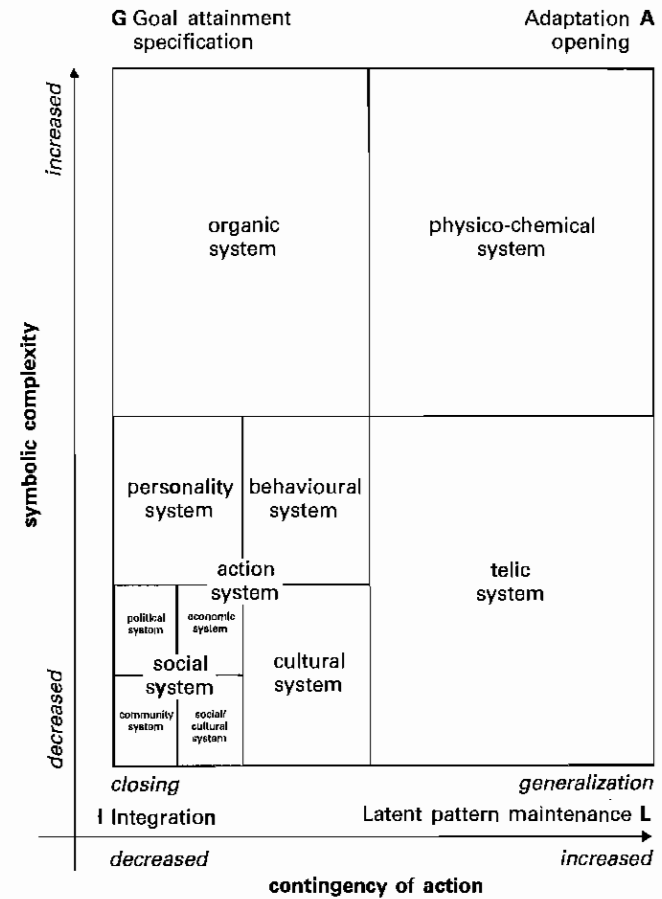 G Goal attainment
specification
Adaptation A
opening
increased
organic
system
physico-chemical
system
symbolic complexity
personality
system
behavioural
system
action
system
telic
system
political
system
economic
system
social
system
cultural
system
community
system
social/
cultural
system
decreased
closing
generalization
I Integration
Latent pattern maintenance L
decreased
increased
contingency of action